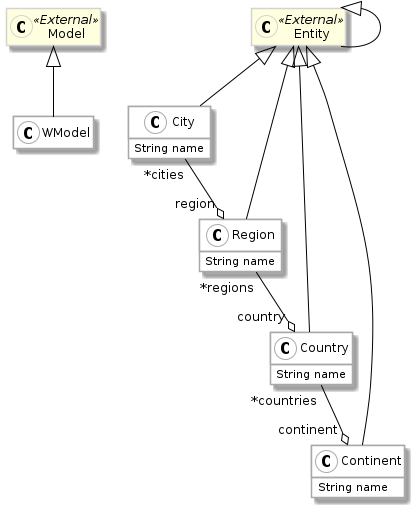 C «External»
Model
C «External»
Entity
C WModel
C City
String name
*cities
region
C Region
String name
*regions
country
C Country
String name
*countries
continent
C Continent
String name